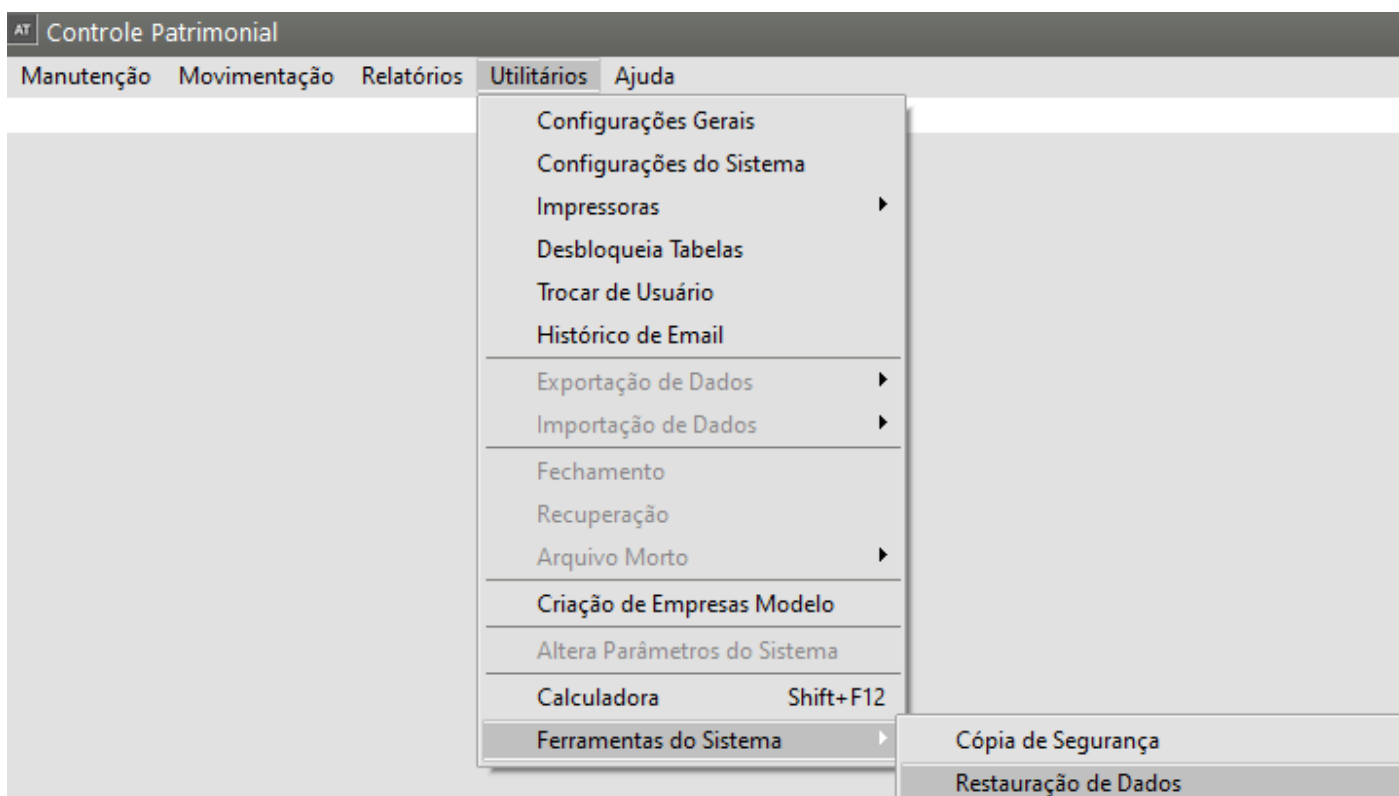 AT Controle Patrimonial
Manutenção Movimentação Relatórios Utilitários Ajuda
Configurações Gerais
Configurações do Sistema
Impressoras
Desbloqueia Tabelas
Trocar de Usuário
Histórico de Email
Exportação de Dados
Importação de Dados
Fechamento
Recuperação
Arquivo Morto
Criação de Empresas Modelo
Altera Parâmetros do Sistema
Calculadora Shift+F12
Ferramentas do Sistema
Cópia de Segurança
Restauração de Dados